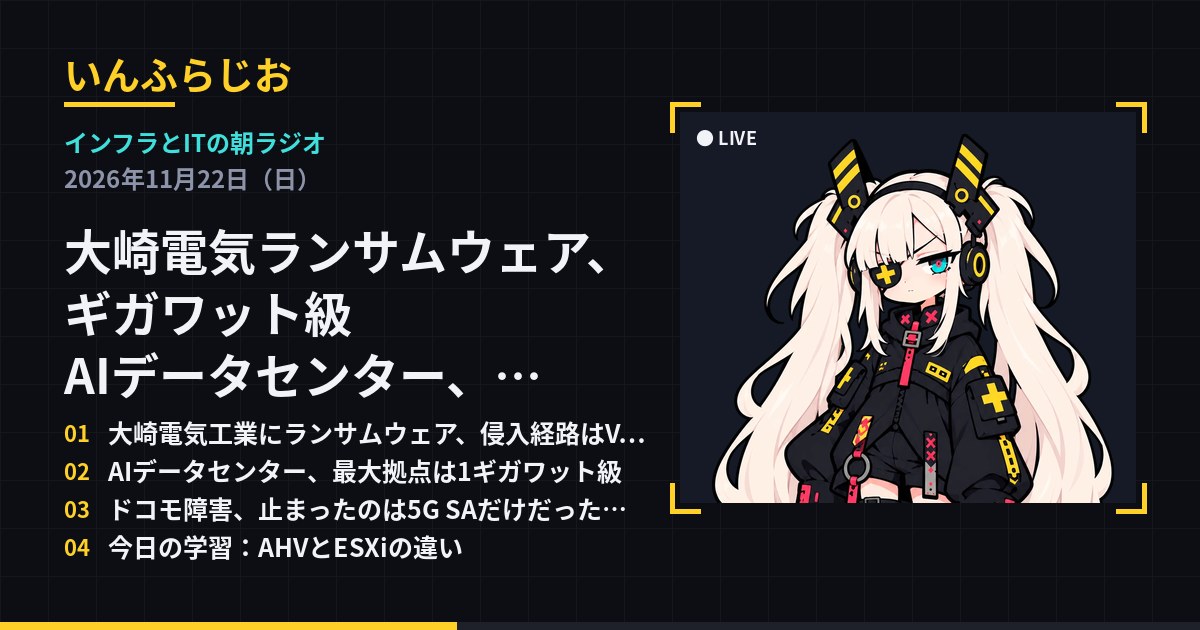 いんふらじお
インフラとITの朝ラジオ
2026年11月22日（日）
大崎電気ランサムウェア、
ギガワット級
AIデータセンター、…
01 大崎電気工業にランサムウェア、侵入経路はV…
02 AIデータセンター、最大拠点は1ギガワット級
03 ドコモ障害、止まったのは5G SAだけだった…
04 今日の学習：AHVとESXiの違い
LIVE